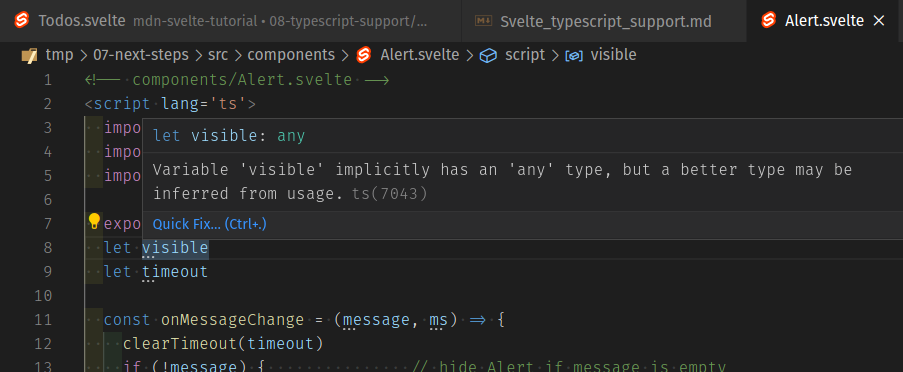 Todos.svelte mdn-svelte-tutorial • 08-typescript-support/... Svelte_typescript_support.md Alert.svelte ×
tmp > 07-next-steps > src > components > Alert.svelte > script > visible
1 <!-- components/Alert.svelte -->
2 <script lang='ts'>
3 impo
let visible: any
4 impo
Variable 'visible' implicitly has an 'any' type, but a better type may be
5 impo
inferred from usage. ts(7043)
6
7 expo
Quick Fix... (Ctrl+.)
8 let visible
9 let timeout
10
11 const onMessageChange = (message, ms) => {
12 clearTimeout(timeout)
13 if (!message) { // hide Alert if message is empty